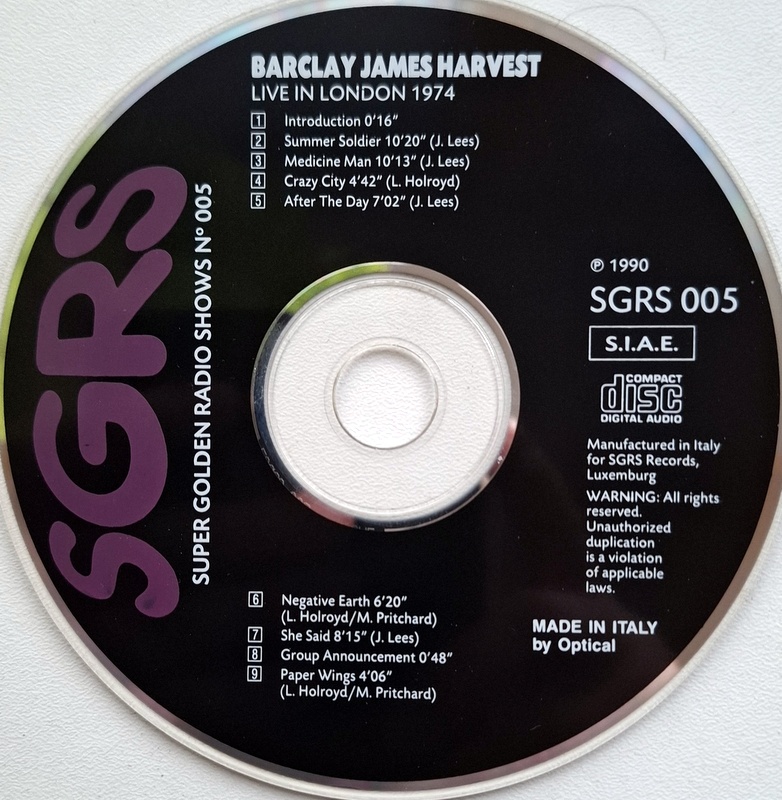 BARCLAY JAMES HARVEST
LIVE IN LONDON 1974
1 Introduction 0'16"
2 Summer Soldier 10'20" (J. Lees)
3 Medicine Man 10'13" (J. Lees)
4 Crazy City 4'42" (L. Holroyd)
5 After The Day 7'02" (J. Lees)
SGRS
SUPER GOLDEN RADIO SHOWS Nº 005
℗ 1990
SGRS 005
S.I.A.E.
COMPACT
disc
DIGITAL AUDIO
Manufactured in Italy
for SGRS Records,
Luxemburg
WARNING: All rights
reserved.
Unauthorized
duplication
is a violation
of applicable
laws.
6 Negative Earth 6'20"
(L. Holroyd/M. Pritchard)
7 She Said 8'15" (J. Lees)
8 Group Announcement 0'48"
9 Paper Wings 4'06"
(L. Holroyd/M. Pritchard)
MADE IN ITALY
by Optical